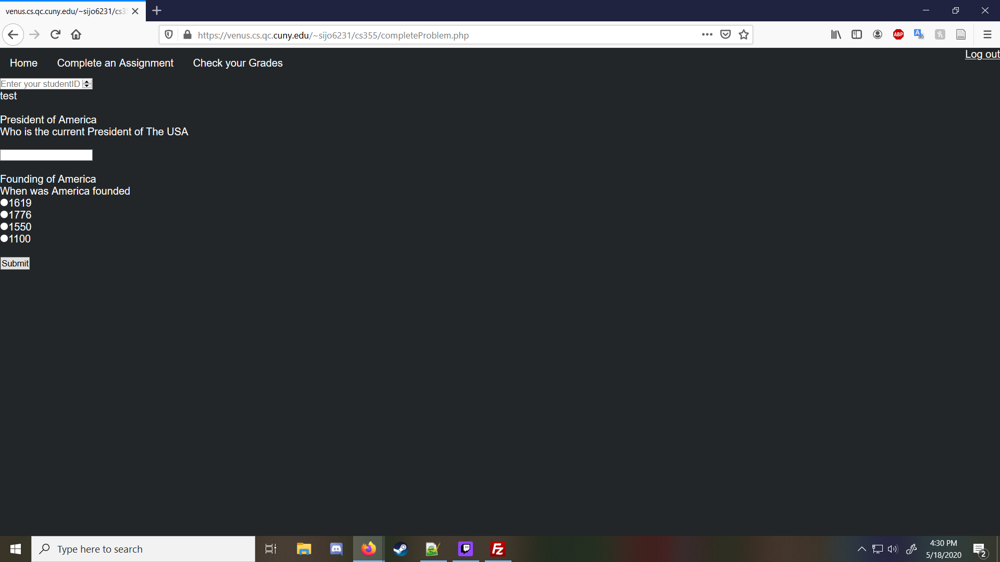 venus.cs.qc.cuny.edu/~sijo6231/cs35
https://venus.cs.qc.cuny.edu/~sijo6231/cs355/completeProblem.php
ABP
Home Complete an Assignment Check your Grades
Log out
Enter your studentID
test
President of America
Who is the current President of The USA
Founding of America
When was America founded
1619
1776
1550
1100
Submit
Type here to search
4:30 PM
5/18/2020
2